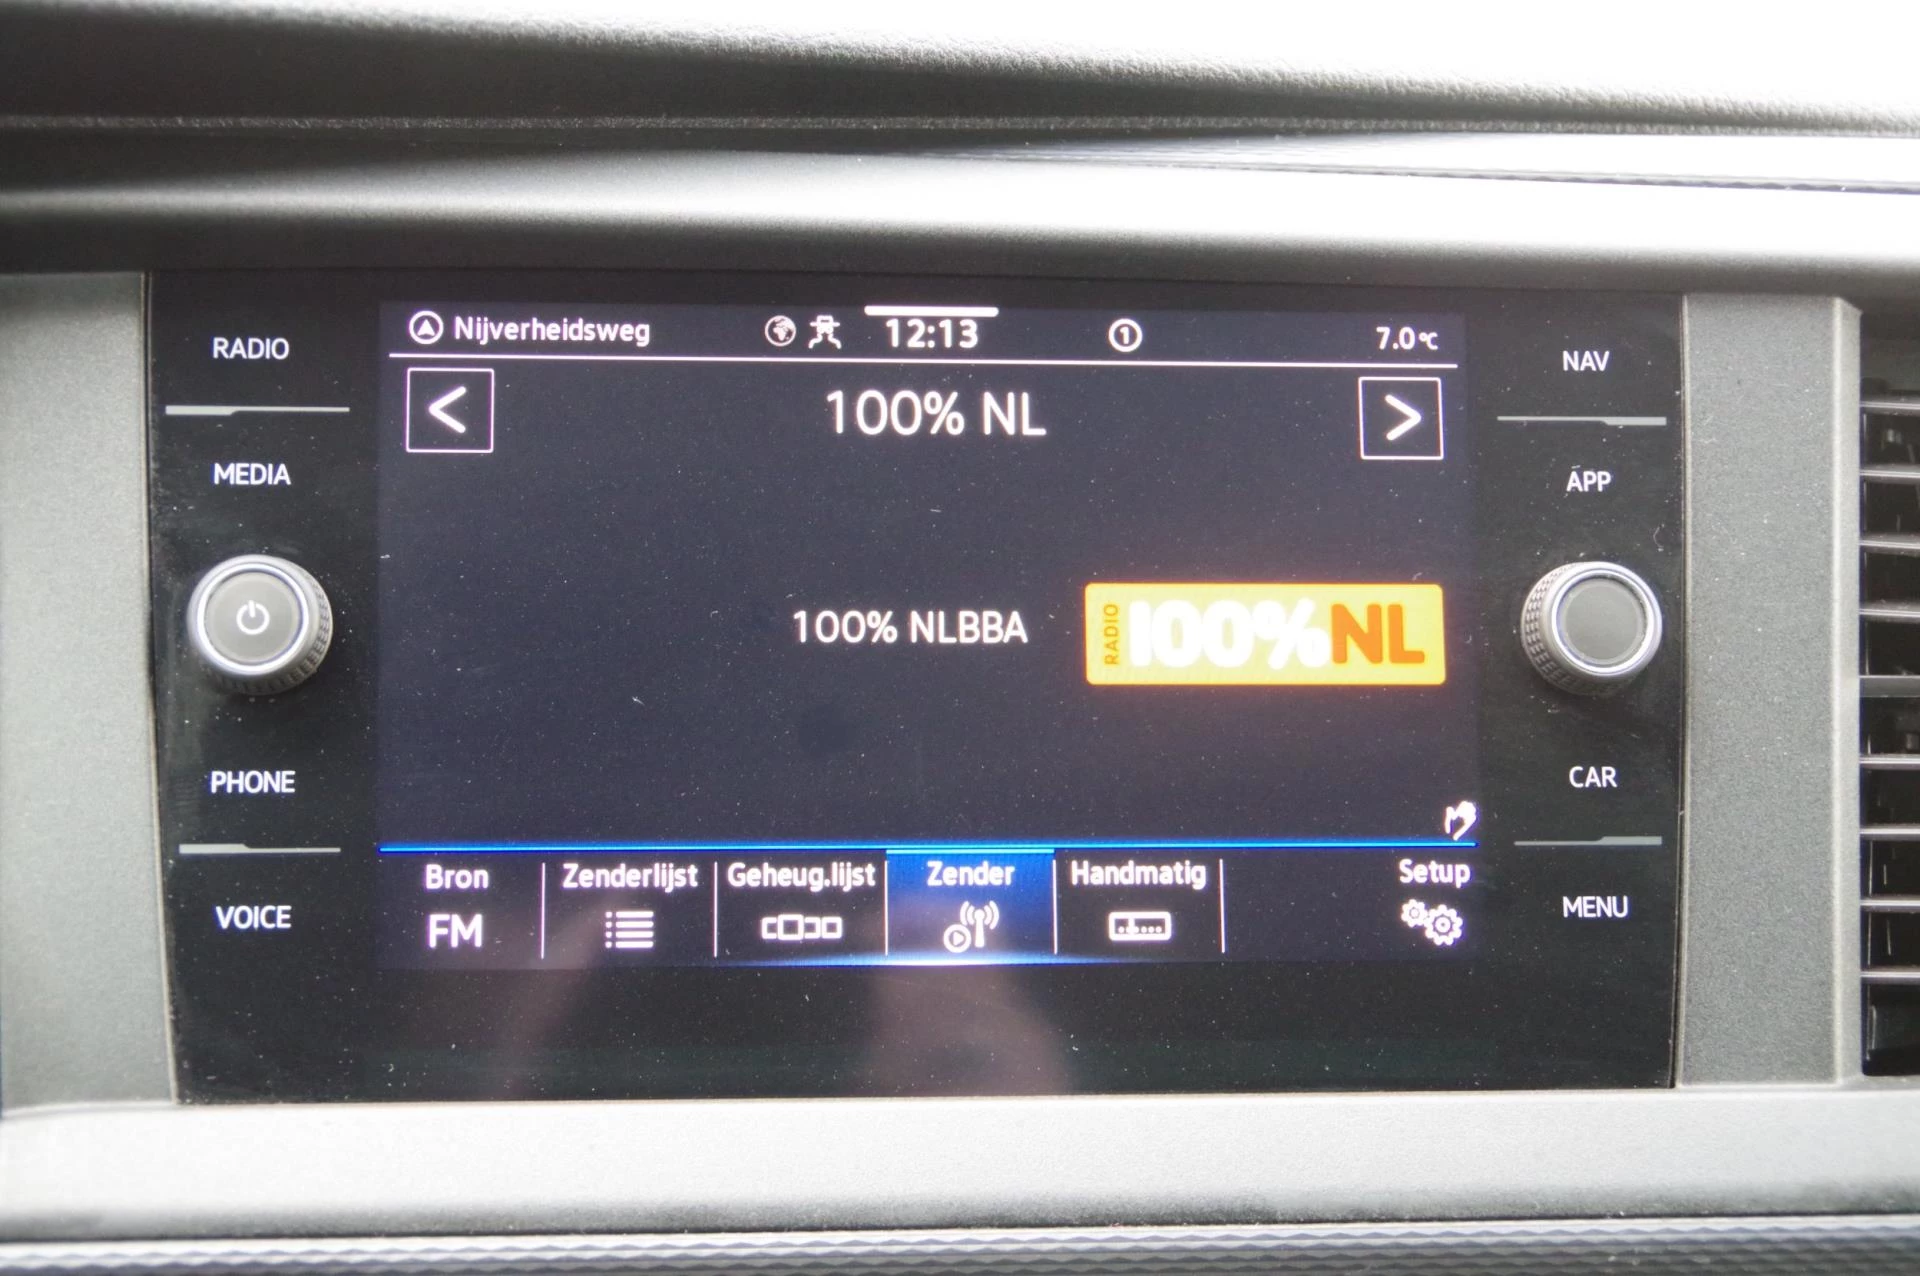 RADIO
MEDIA
PHONE
VOICE
Nijverheidsweg 12:13 1 7.0°C
< 100% NL >
100% NLBBA
RADIO 100%NL
Bron Zenderlijst Geheug.lijst Zender Handmatig Setup
FM
NAV
APP
CAR
MENU